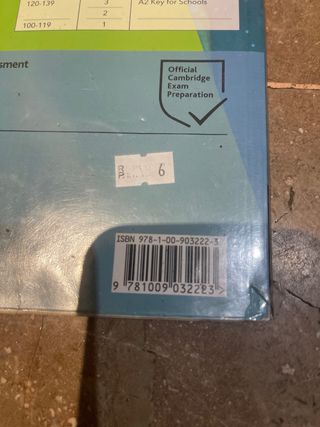 120-139 3 A2 Key for Schools
2
100-119 1
sment
Official
Cambridge
Exam
Preparation
6
ISBN 978-1-00-903222-3
9 781009 032223